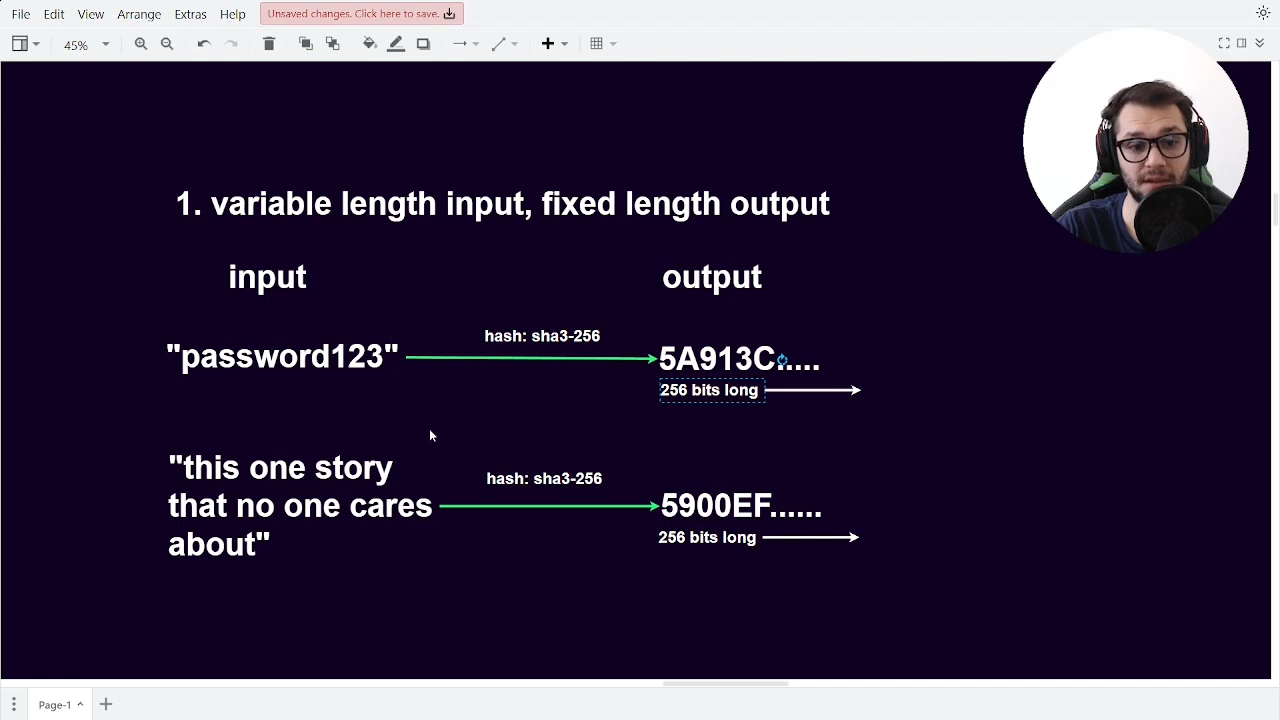 File Edit View Arrange Extras Help Unsaved changes. Click here to save.
45%
1. variable length input, fixed length output
input output
hash: sha3-256
"password123" 5A913C......
256 bits long
"this one story
hash: sha3-256
that no one cares 5900EF......
about" 256 bits long
Page-1